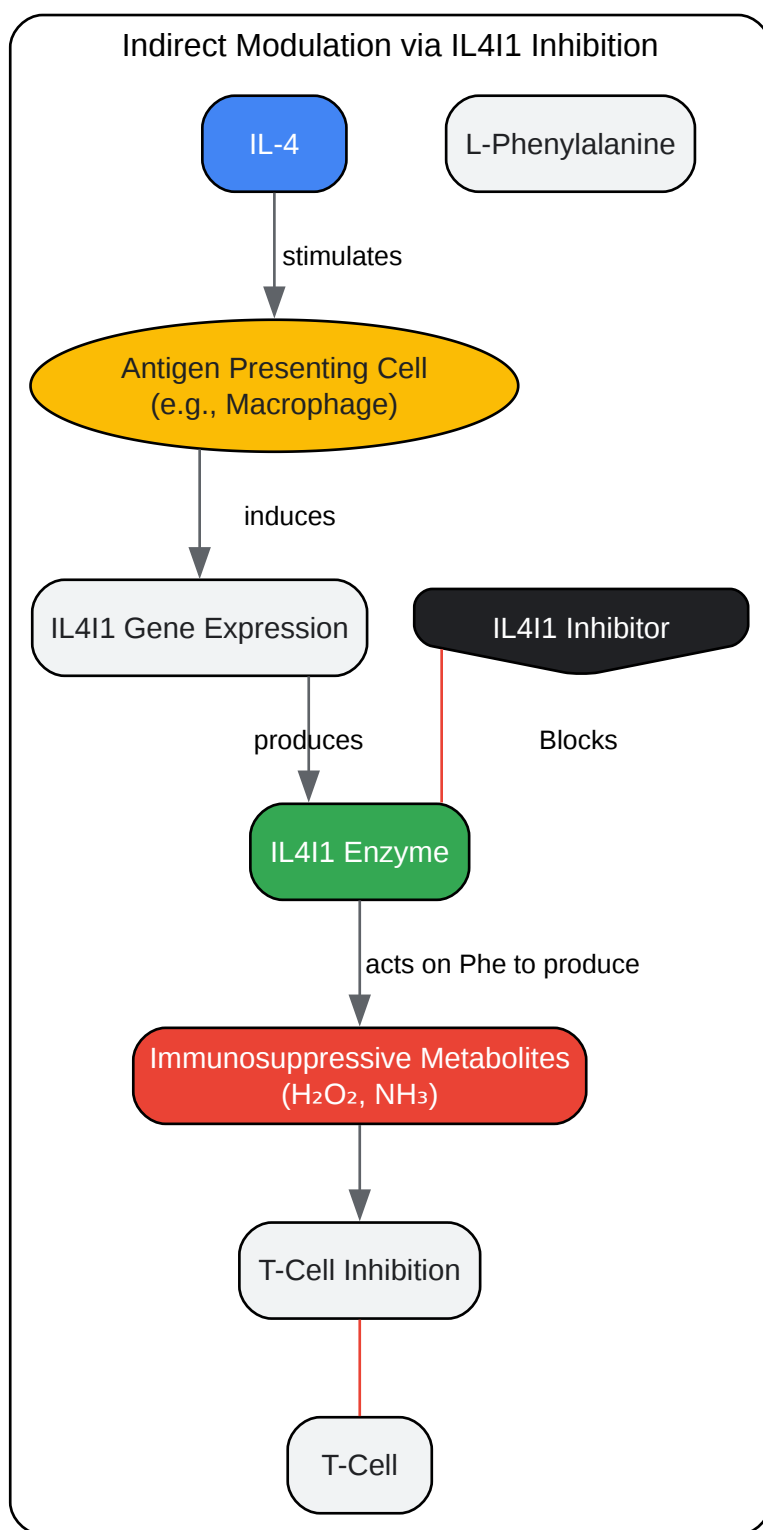 Indirect Modulation via IL4I1 Inhibition
IL-4
L-Phenylalanine
stimulates
Antigen Presenting Cell
(e.g., Macrophage)
induces
IL4I1 Gene Expression
IL4I1 Inhibitor
produces
Blocks
IL4I1 Enzyme
acts on Phe to produce
Immunosuppressive Metabolites
(H₂O₂, NH₃)
T-Cell Inhibition
T-Cell